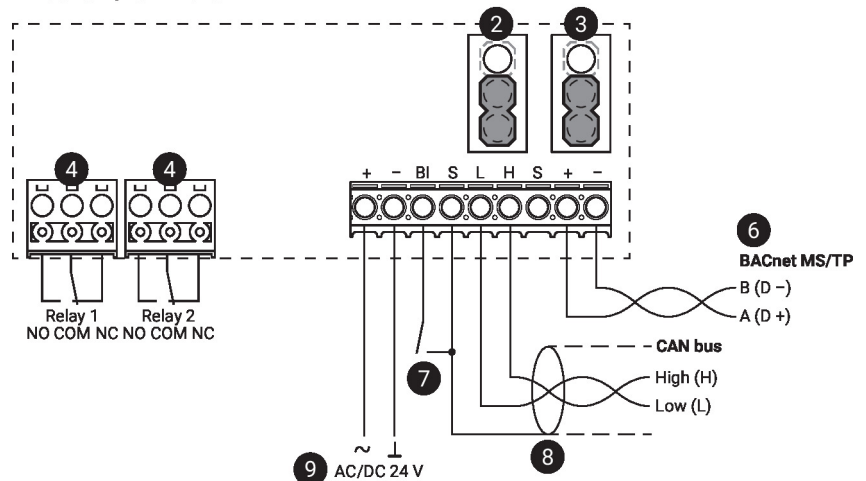 2 3
4 4
+ − BI S L H S + −
6
BACnet MS/TP
B (D −)
A (D +)
Relay 1 Relay 2
NO COM NC NO COM NC
CAN bus
7
High (H)
Low (L)
8
~ ⊥
9 AC/DC 24 V